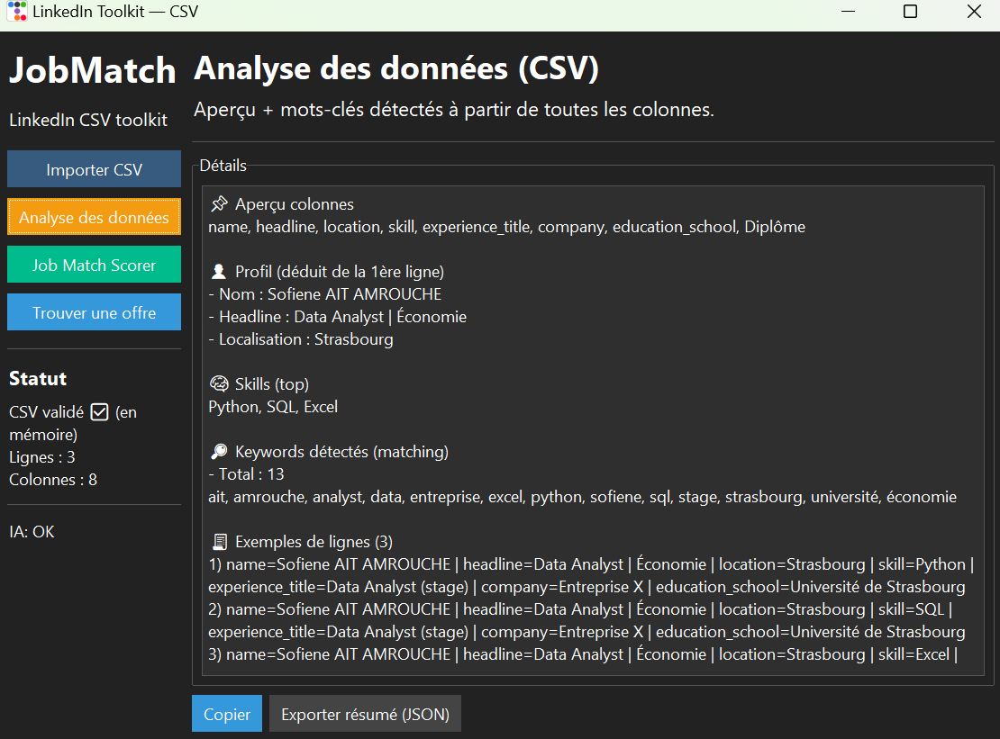 LinkedIn Toolkit — CSV
JobMatch
LinkedIn CSV toolkit
Importer CSV
Analyse des données
Job Match Scorer
Trouver une offre
Statut
CSV validé ☑ (en
mémoire)
Lignes : 3
Colonnes : 8
IA: OK
Analyse des données (CSV)
Aperçu + mots-clés détectés à partir de toutes les colonnes.
Détails
📌 Aperçu colonnes
name, headline, location, skill, experience_title, company, education_school, Diplôme
👤 Profil (déduit de la 1ère ligne)
- Nom : Sofiene AIT AMROUCHE
- Headline : Data Analyst | Économie
- Localisation : Strasbourg
🧠 Skills (top)
Python, SQL, Excel
🔎 Keywords détectés (matching)
- Total : 13
ait, amrouche, analyst, data, entreprise, excel, python, sofiene, sql, stage, strasbourg, université, économie
🧾 Exemples de lignes (3)
1) name=Sofiene AIT AMROUCHE | headline=Data Analyst | Économie | location=Strasbourg | skill=Python |
experience_title=Data Analyst (stage) | company=Entreprise X | education_school=Université de Strasbourg
2) name=Sofiene AIT AMROUCHE | headline=Data Analyst | Économie | location=Strasbourg | skill=SQL |
experience_title=Data Analyst (stage) | company=Entreprise X | education_school=Université de Strasbourg
3) name=Sofiene AIT AMROUCHE | headline=Data Analyst | Économie | location=Strasbourg | skill=Excel |
Copier
Exporter résumé (JSON)